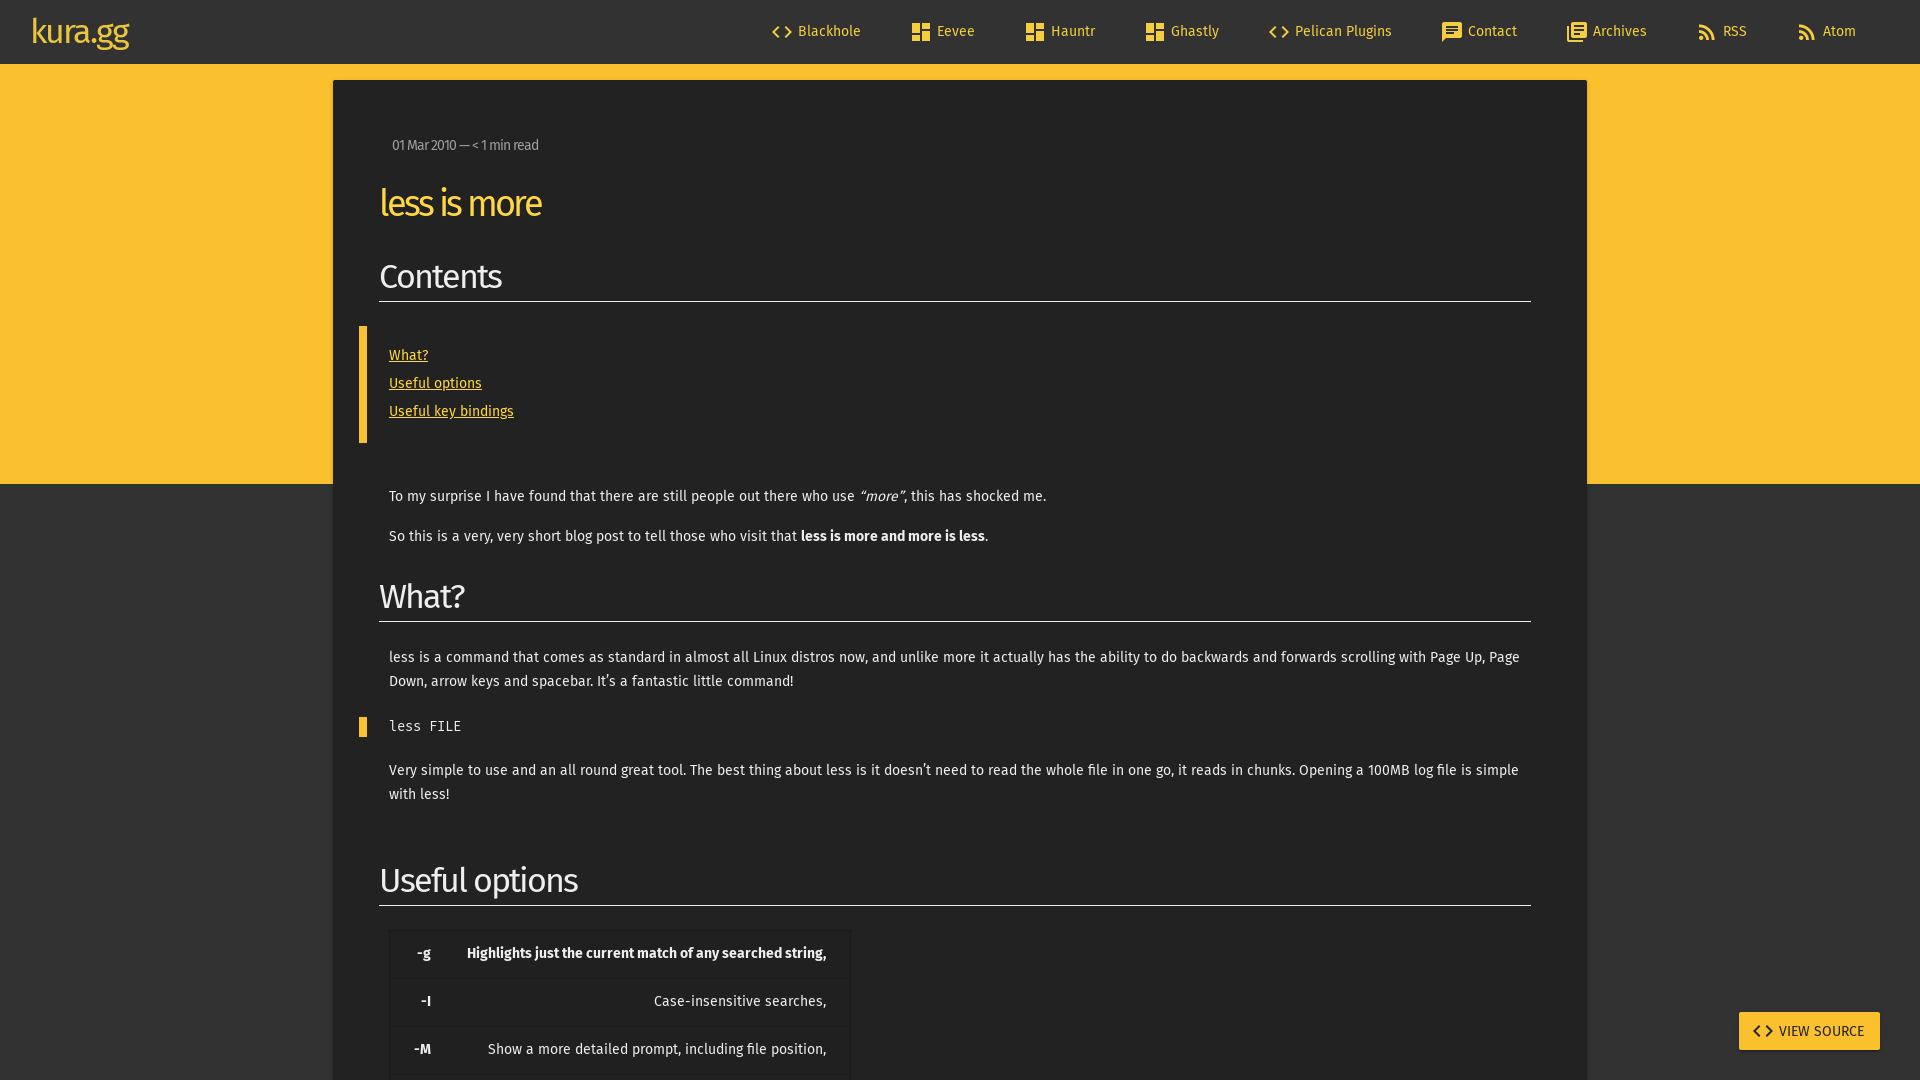 kura.gg
Blackhole
Eevee
Hauntr
Ghastly
Pelican Plugins
Contact
Archives
RSS
Atom
01 Mar 2010 — < 1 min read
less is more
Contents
What?
Useful options
Useful key bindings
To my surprise I have found that there are still people out there who use “more”, this has shocked me.
So this is a very, very short blog post to tell those who visit that less is more and more is less.
What?
less is a command that comes as standard in almost all Linux distros now, and unlike more it actually has the ability to do backwards and forwards scrolling with Page Up, Page
Down, arrow keys and spacebar. It’s a fantastic little command!
less FILE
Very simple to use and an all round great tool. The best thing about less is it doesn’t need to read the whole file in one go, it reads in chunks. Opening a 100MB log file is simple
with less!
Useful options
-g Highlights just the current match of any searched string,
-I Case-insensitive searches,
-M Show a more detailed prompt, including file position,
VIEW SOURCE